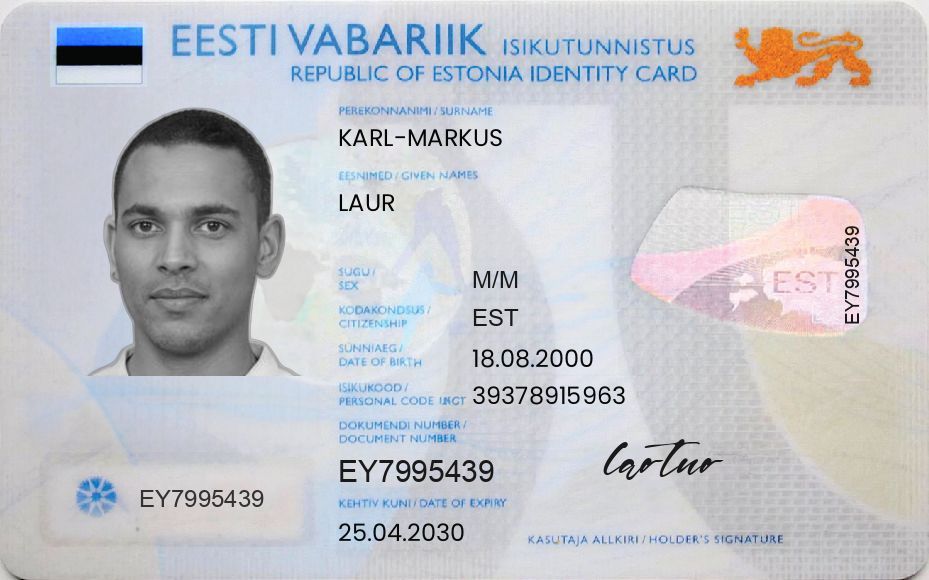 EESTI VABARIIK ISIKUTUNNISTUS
REPUBLIC OF ESTONIA IDENTITY CARD
PEREKONNANIMI / SURNAME
KARL-MARKUS
EESNIMED / GIVEN NAMES
LAUR
SUGU /
SEX
M/M
KODAKONDSUS /
CITIZENSHIP
EST
SÜNNIAEG /
DATE OF BIRTH
18.08.2000
ISIKUKOOD /
PERSONAL CODE
39378915963
DOKUMENDI NUMBER /
DOCUMENT NUMBER
EY7995439
KEHTIV KUNI / DATE OF EXPIRY
25.04.2030
EY7995439
EST
EY7995439
KASUTAJA ALLKIRI / HOLDER'S SIGNATURE